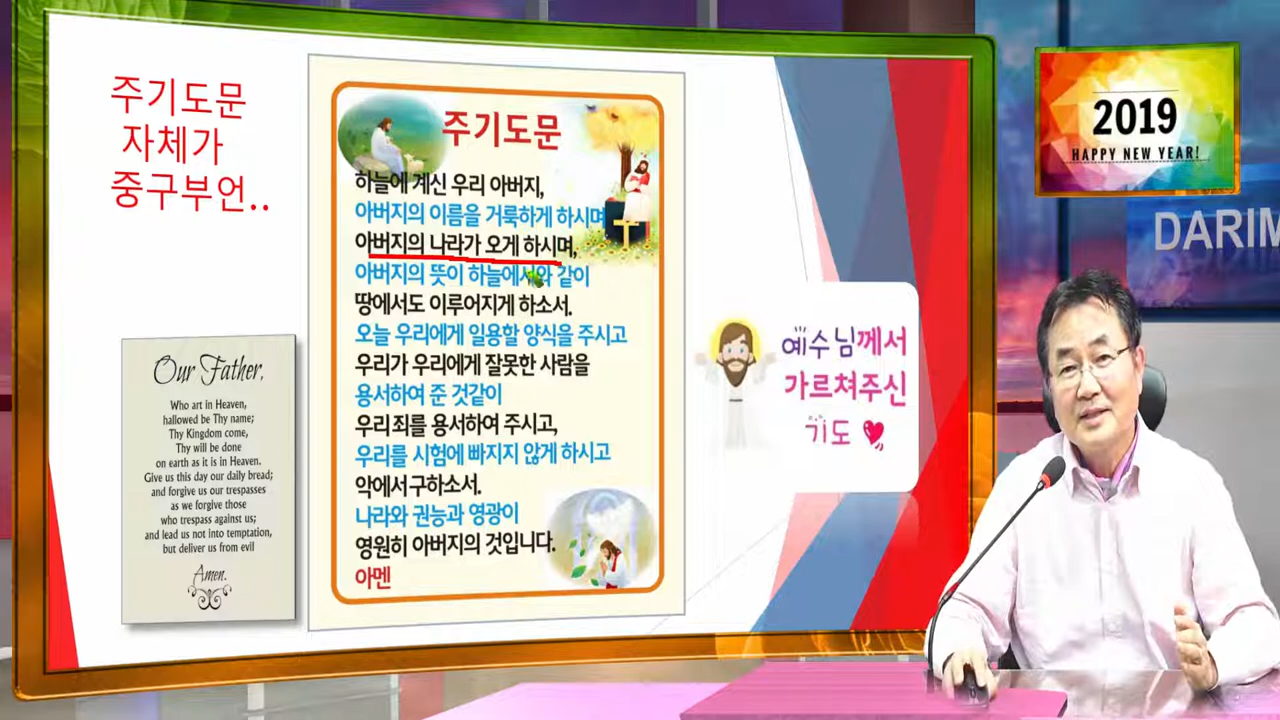 주기도문
자체가
중구부언..
주기도문
하늘에 계신 우리 아버지,
아버지의 이름을 거룩하게 하시며
아버지의 나라가 오게 하시며,
아버지의 뜻이 하늘에서와 같이
땅에서도 이루어지게 하소서.
오늘 우리에게 일용할 양식을 주시고
우리가 우리에게 잘못한 사람을
용서하여 준 것같이
우리죄를 용서하여 주시고,
우리를 시험에 빠지지 않게 하시고
악에서구하소서.
나라와 권능과 영광이
영원히 아버지의 것입니다.
아멘
Our Father,
Who art in Heaven,
hallowed be Thy name;
Thy Kingdom come,
Thy will be done
on earth as it is in Heaven.
Give us this day our daily bread;
and forgive us our trespasses
as we forgive those
who trespass against us;
and lead us not into temptation,
but deliver us from evil
Amen.
예수님께서
가르쳐주신
기도
2019
HAPPY NEW YEAR!
DARIM